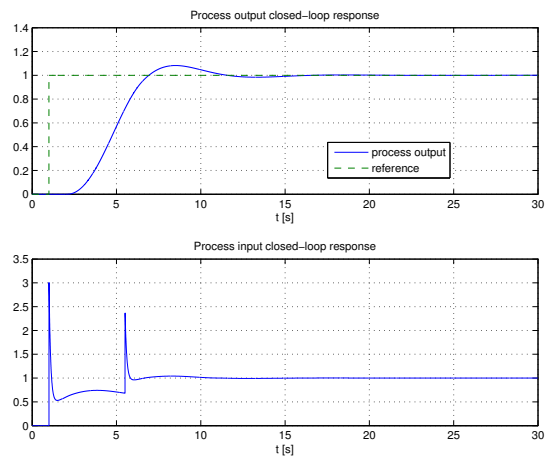 Process output closed−loop response
1.4
1.2
1
0.8
0.6
0.4
0.2
0
process output
reference
0 5 10 15 20 25 30
t [s]
Process input closed−loop response
3.5
3
2.5
2
1.5
1
0.5
0
0 5 10 15 20 25 30
t [s]